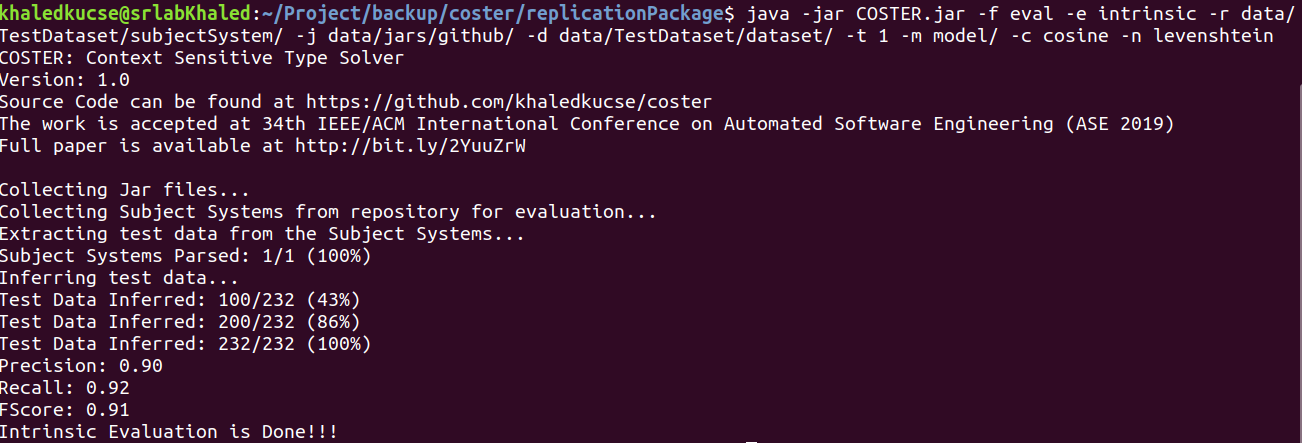 khaledkucse@srlabKhaled:~/Project/backup/coster/replicationPackage$ java -jar COSTER.jar -f eval -e intrinsic -r data/
TestDataset/subjectSystem/ -j data/jars/github/ -d data/TestDataset/dataset/ -t 1 -m model/ -c cosine -n levenshtein
COSTER: Context Sensitive Type Solver
Version: 1.0
Source Code can be found at https://github.com/khaledkucse/coster
The work is accepted at 34th IEEE/ACM International Conference on Automated Software Engineering (ASE 2019)
Full paper is available at http://bit.ly/2YuuZrW

Collecting Jar files...
Collecting Subject Systems from repository for evaluation...
Extracting test data from the Subject Systems...
Subject Systems Parsed: 1/1 (100%)
Inferring test data...
Test Data Inferred: 100/232 (43%)
Test Data Inferred: 200/232 (86%)
Test Data Inferred: 232/232 (100%)
Precision: 0.90
Recall: 0.92
FScore: 0.91
Intrinsic Evaluation is Done!!!